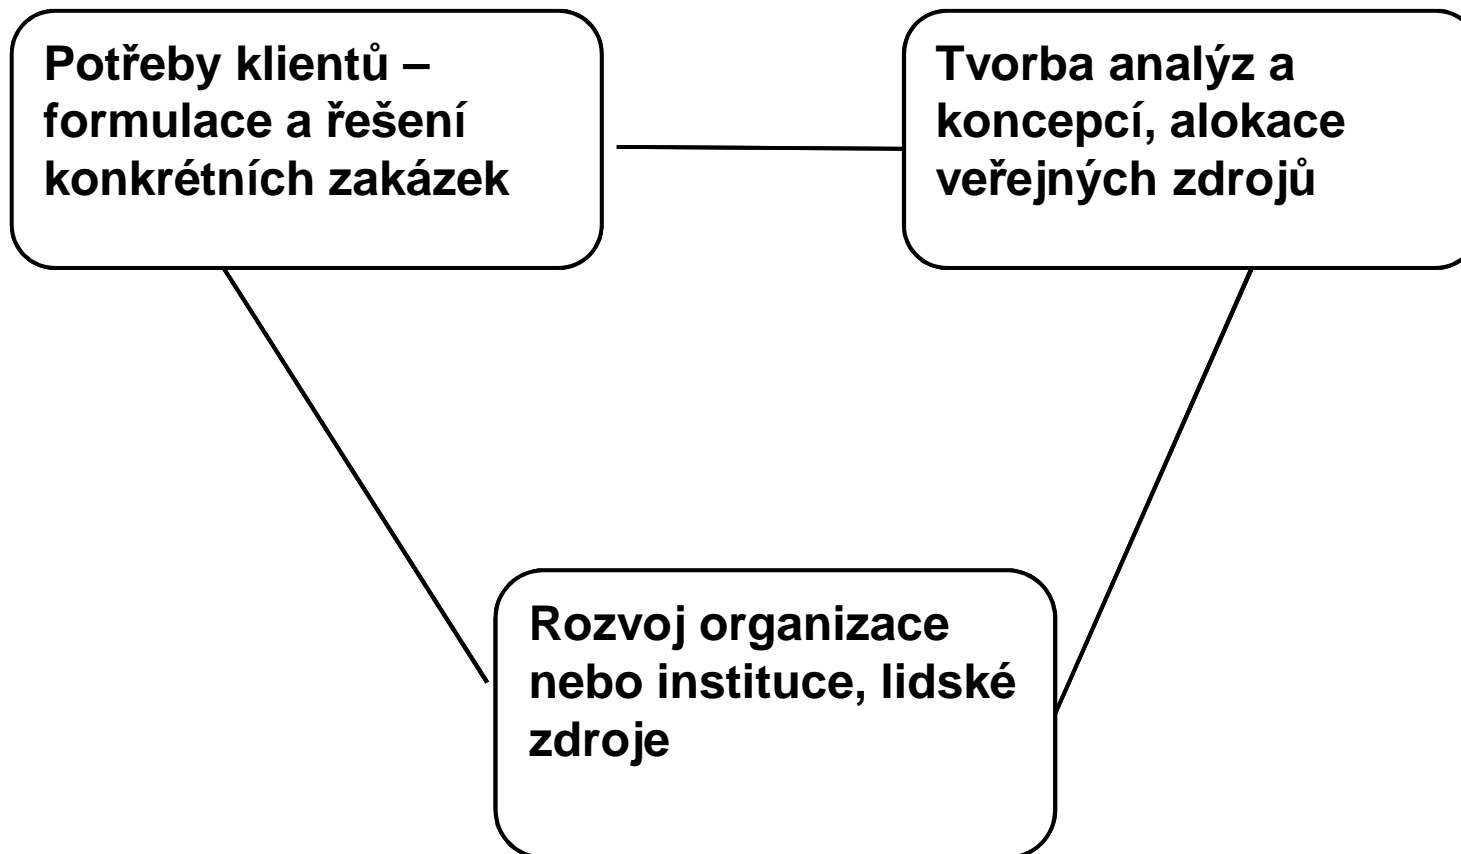 Potřeby klientů –
formulace a řešení
konkrétních zakázek
Tvorba analýz a
koncepcí, alokace
veřejných zdrojů
Rozvoj organizace
nebo instituce, lidské
zdroje